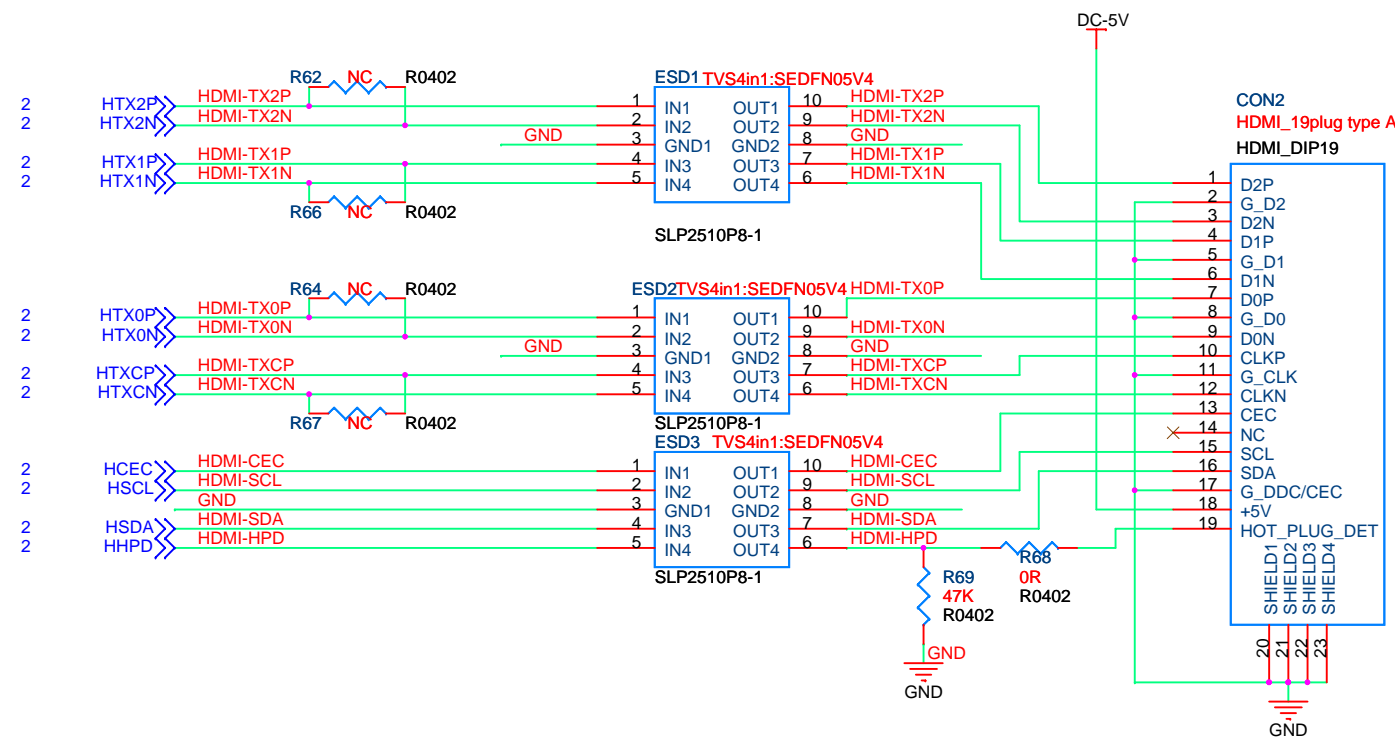 DC-5V
R62 NC R0402
2 HTX2P HDMI-TX2P
2 HTX2N HDMI-TX2N
GND
2 HTX1P HDMI-TX1P
2 HTX1N HDMI-TX1N
R66 NC R0402
ESD1 TVS4in1:SEDFN05V4
1 IN1 OUT1 10 HDMI-TX2P
2 IN2 OUT2 9 HDMI-TX2N
3 GND1 GND2 8 GND
4 IN3 OUT3 7 HDMI-TX1P
5 IN4 OUT4 6 HDMI-TX1N
SLP2510P8-1
R64 NC R0402
2 HTX0P HDMI-TX0P
2 HTX0N HDMI-TX0N
GND
2 HTXCP HDMI-TXCP
2 HTXCN HDMI-TXCN
R67 NC R0402
ESD2 TVS4in1:SEDFN05V4
1 IN1 OUT1 10 HDMI-TX0P
2 IN2 OUT2 9 HDMI-TX0N
3 GND1 GND2 8 GND
4 IN3 OUT3 7 HDMI-TXCP
5 IN4 OUT4 6 HDMI-TXCN
SLP2510P8-1
2 HCEC HDMI-CEC
2 HSCL HDMI-SCL
GND
2 HSDA HDMI-SDA
2 HHPD HDMI-HPD
ESD3 TVS4in1:SEDFN05V4
1 IN1 OUT1 10 HDMI-CEC
2 IN2 OUT2 9 HDMI-SCL
3 GND1 GND2 8 GND
4 IN3 OUT3 7 HDMI-SDA
5 IN4 OUT4 6 HDMI-HPD
SLP2510P8-1
R68
0R
R0402
R69
47K
R0402
GND
GND
CON2
HDMI_19plug type A
HDMI_DIP19
1 D2P
2 G_D2
3 D2N
4 D1P
5 G_D1
6 D1N
7 D0P
8 G_D0
9 D0N
10 CLKP
11 G_CLK
12 CLKN
13 CEC
14 NC
15 SCL
16 SDA
17 G_DDC/CEC
18 +5V
19 HOT_PLUG_DET
SHIELD1
SHIELD2
SHIELD3
SHIELD4
20
21
22
23
GND